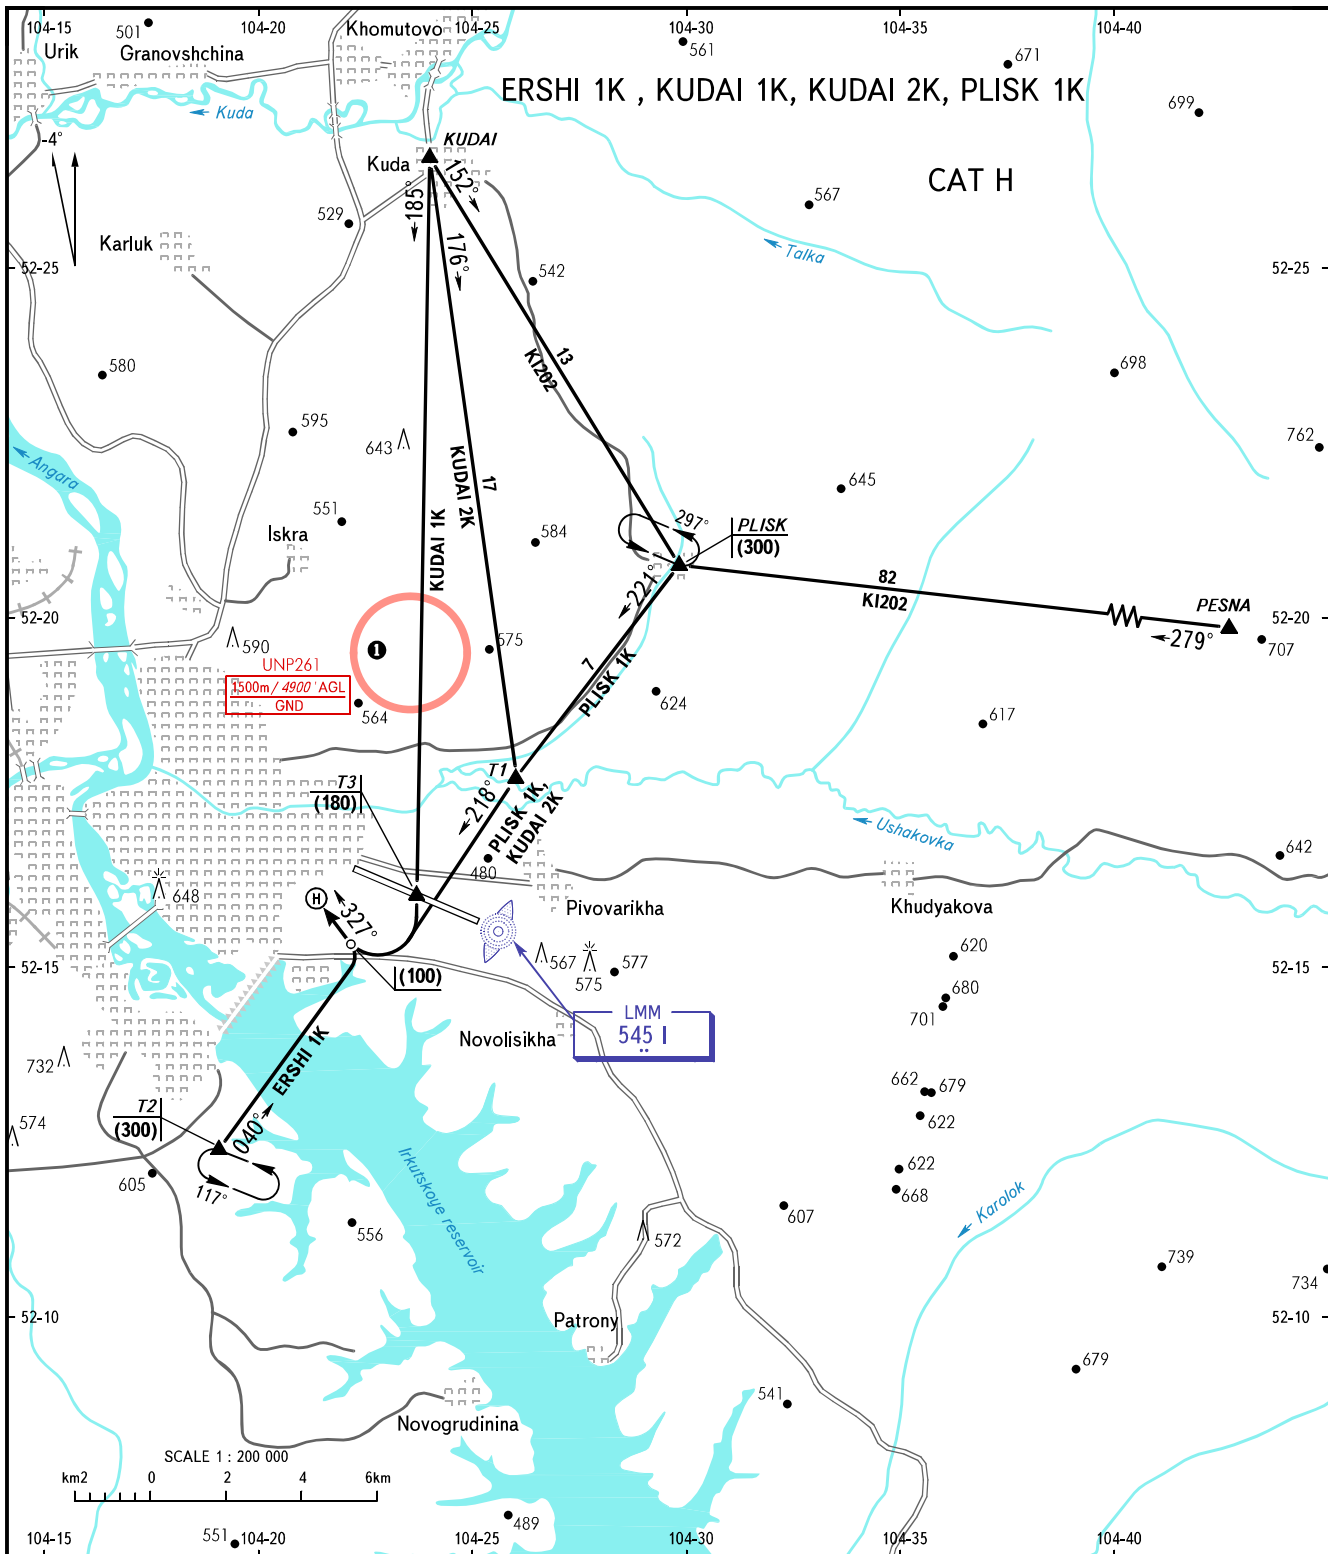 104-15
104-20
104-25
104-30
104-35
104-40
501
Urik
Granovshchina
Khomutovo
561
671
ERSHI 1K , KUDAI 1K, KUDAI 2K, PLISK 1K
699
Kuda
-4°
KUDAI
Kuda
152°
185°
CAT H
567
529
Karluk
176°
Talka
52-25
542
52-25
13
KI202
580
698
595
643
762
Angara
17
KUDAI 2K
645
551
Iskra
KUDAI 1K
584
297°
PLISK
(300)
221°
82
KI202
PESNA
52-20
52-20
590
1
575
279°
707
UNP261
1500m / 4900' AGL
GND
564
7
PLISK 1K
624
617
T1
T3
(180)
218°
PLISK 1K,
KUDAI 2K
Ushakovka
642
480
648
H
327°
Pivovarikha
Khudyakova
620
567
575
577
52-15
(100)
52-15
680
701
LMM
545 I
..
Novolisikha
732
ERSHI 1K
662
679
T2
(300)
574
040°
622
Irkutskoye reservoir
622
605
117°
668
Karolok
607
556
572
739
734
52-10
Patrony
52-10
679
541
Novogrudinina
SCALE 1 : 200 000
km2
0
2
4
6km
489
551
104-15
104-20
104-25
104-30
104-35
104-40